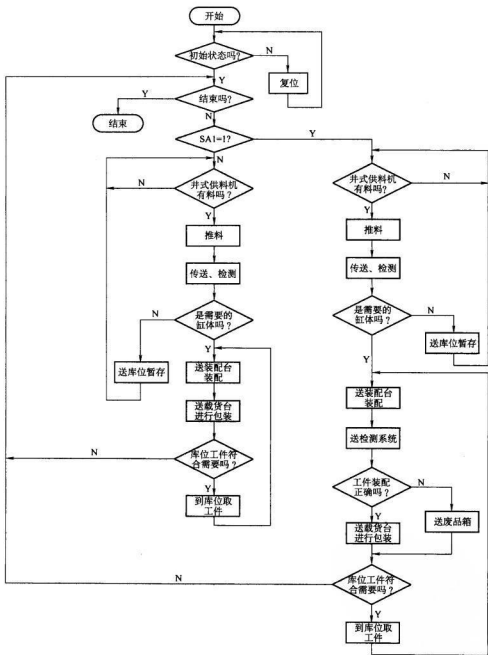 开始
初始状态吗?
N
复位
Y
结束吗?
Y
结束
N
SA1=1?
Y
N
井式供料机
有料吗?
N
Y
推料
传送、检测
是需要的
缸体吗?
N
送库位暂存
Y
送装配台
装配
送载货台
进行包装
库位工件符
合需要吗?
N
Y
到库位取
工件
井式供料机
有料吗?
N
Y
推料
传送、检测
是需要的
缸体吗?
N
送库位暂存
Y
送装配台
装配
送检测系统
工件装配
正确吗?
N
送废品箱
Y
送载货台
进行包装
库位工件符
合需要吗?
N
Y
到库位取
工件